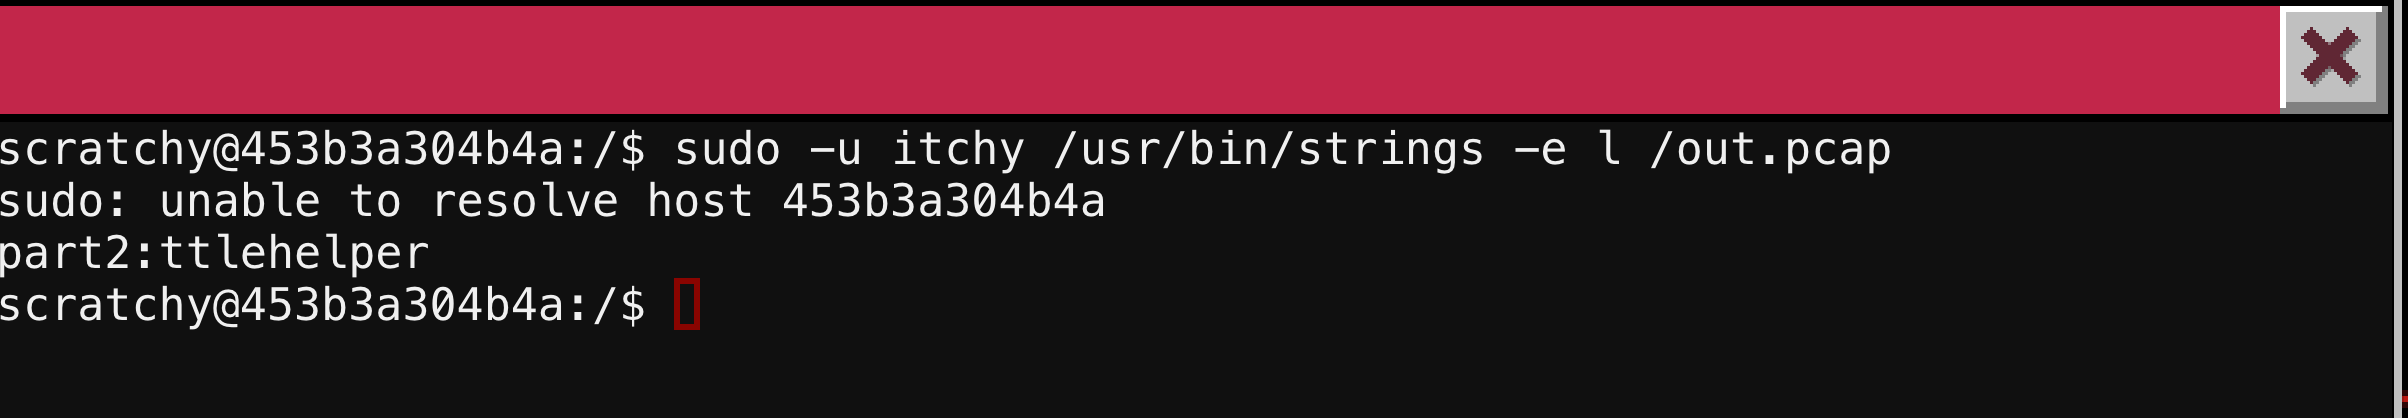 scratchy@453b3a304b4a:/$ sudo -u itchy /usr/bin/strings -e l /out.pcap
sudo: unable to resolve host 453b3a304b4a
part2:ttlehelper
scratchy@453b3a304b4a:/$